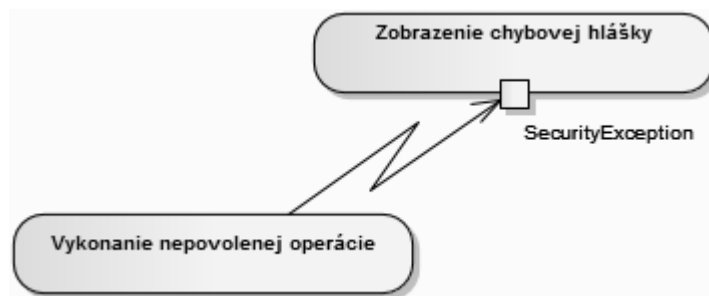 Zobrazenie chybovej hlášky
SecurityException
Vykonanie nepovolenej operácie